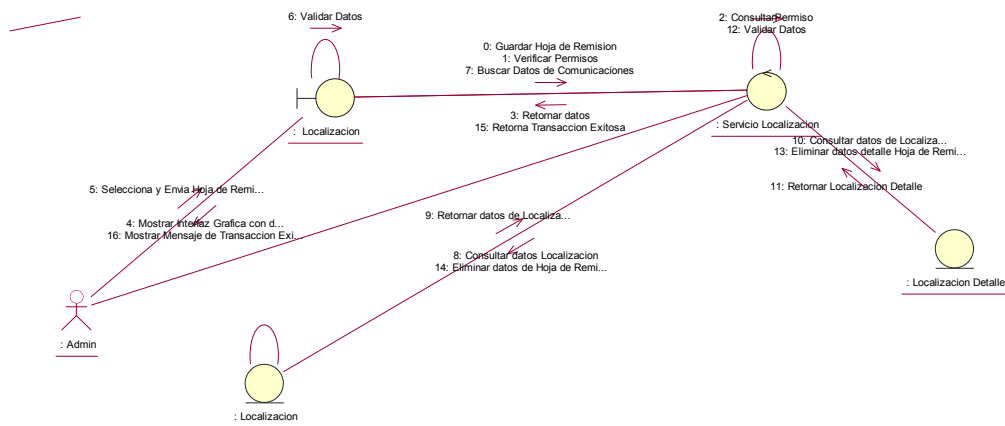 6: Validar Datos
2: ConsultarPermiso
12: Validar Datos
0: Guardar Hoja de Remision
1: Verificar Permisos
7: Buscar Datos de Comunicaciones
3: Retornar datos
15: Retorna Transaccion Exitosa
: Localizacion
: Servicio Localizacion
10: Consultar datos de Localiza...
13: Eliminar datos detalle Hoja de Remi...
11: Retornar Localizacion Detalle
5: Selecciona y Envia Hoja de Remi...
4: Mostrar Interfaz Grafica con d...
16: Mostrar Mensaje de Transaccion Exi...
9: Retornar datos de Localiza...
8: Consultar datos Localizacion
14: Eliminar datos de Hoja de Remi...
: Localizacion Detalle
: Admin
: Localizacion